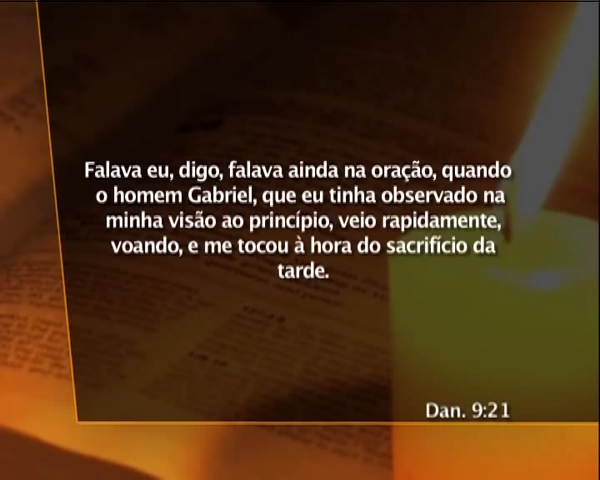 Falava eu, digo, falava ainda na oração, quando
o homem Gabriel, que eu tinha observado na
minha visão ao princípio, veio rapidamente,
voando, e me tocou à hora do sacrifício da
tarde.
Dan. 9:21